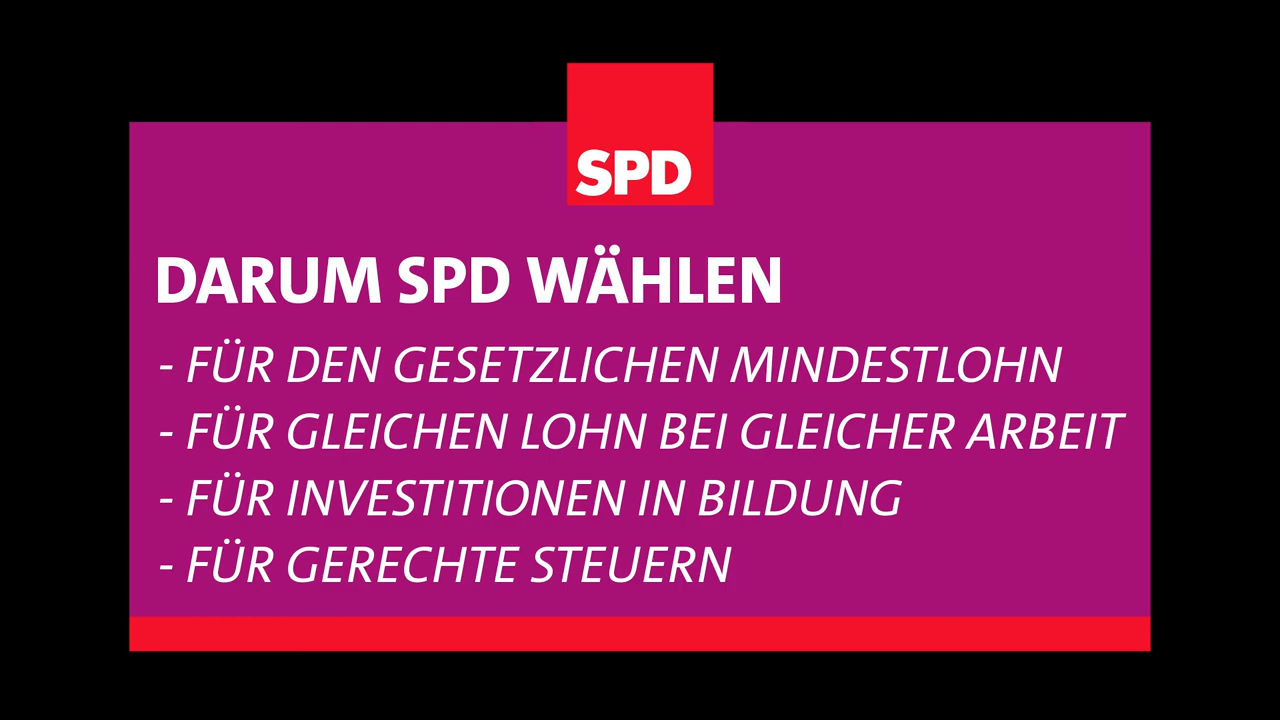 SPD
DARUM SPD WÄHLEN
- FÜR DEN GESETZLICHEN MINDESTLOHN
- FÜR GLEICHEN LOHN BEI GLEICHER ARBEIT
- FÜR INVESTITIONEN IN BILDUNG
- FÜR GERECHTE STEUERN